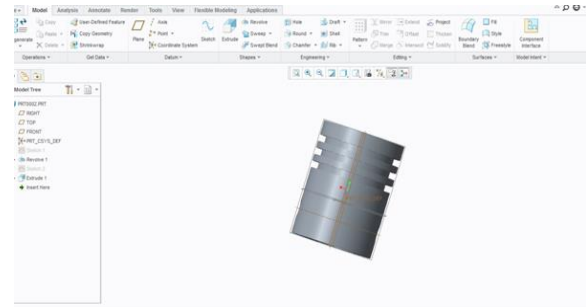 Model Analysis Annotate Render Tools View Flexible Modeling Applications
Copy User-Defined Feature Axis Revolve Hole Draft Mirror Extend Project Fill
Paste Copy Geometry Point Sweep Round Shell Trim Offset Thicken Style
Regenerate Delete Shrinkwrap Plane Coordinate System Sketch Extrude Swept Blend Chamfer Rib Pattern Merge Intersect Solidify Boundary Blend Freestyle Component Interface
Operations Get Data Datum Shapes Engineering Editing Surfaces Model Intent
Model Tree
PRT0002.PRT
RIGHT
TOP
FRONT
PRT_CSYS_DEF
Sketch 1
Revolve 1
Sketch 2
Extrude 1
Insert Here